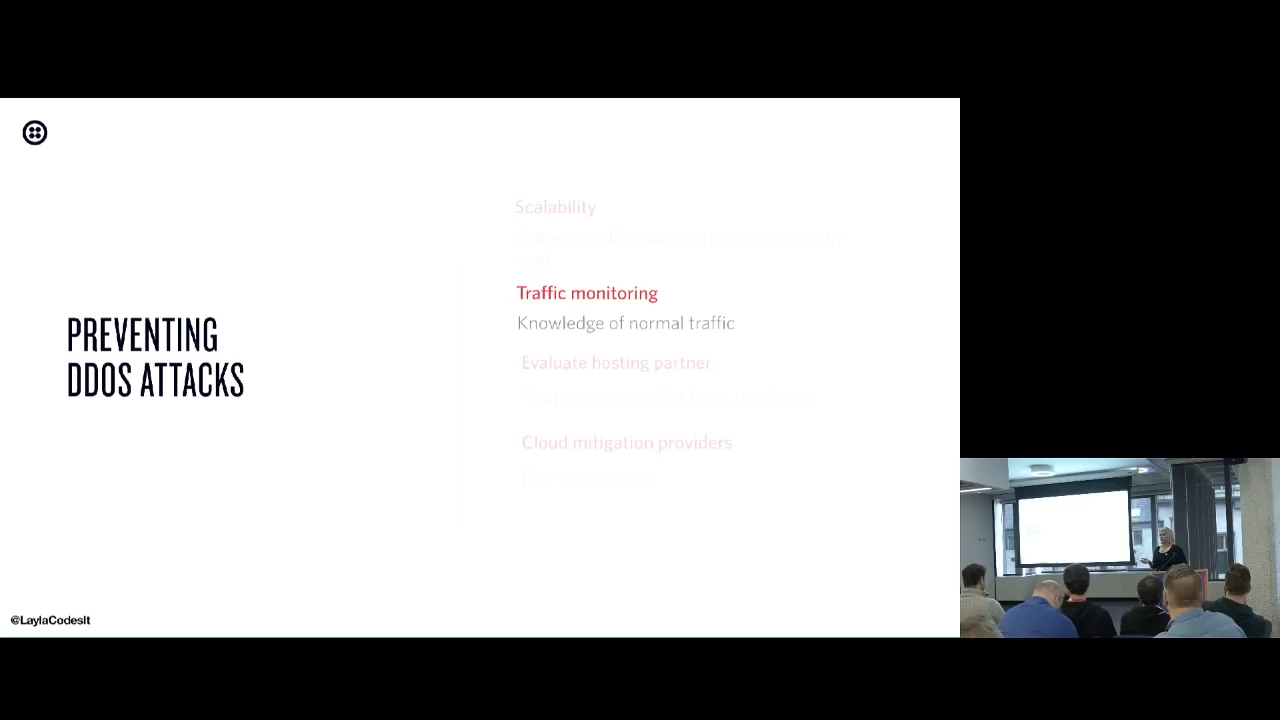 PREVENTING
DDOS ATTACKS
Scalability
Traffic monitoring
Knowledge of normal traffic
Evaluate hosting partner
Cloud mitigation providers
@LaylaCodesIt